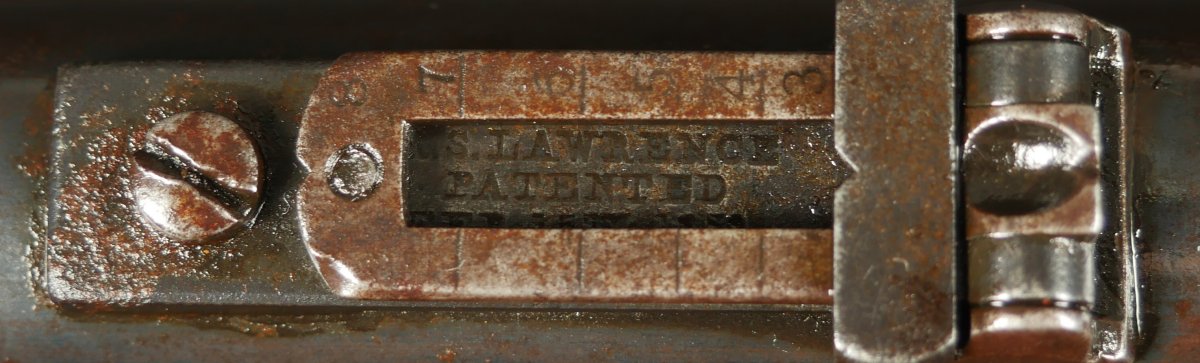 8 7 6 5 4 3
S. LAWRENCE
PATENTED